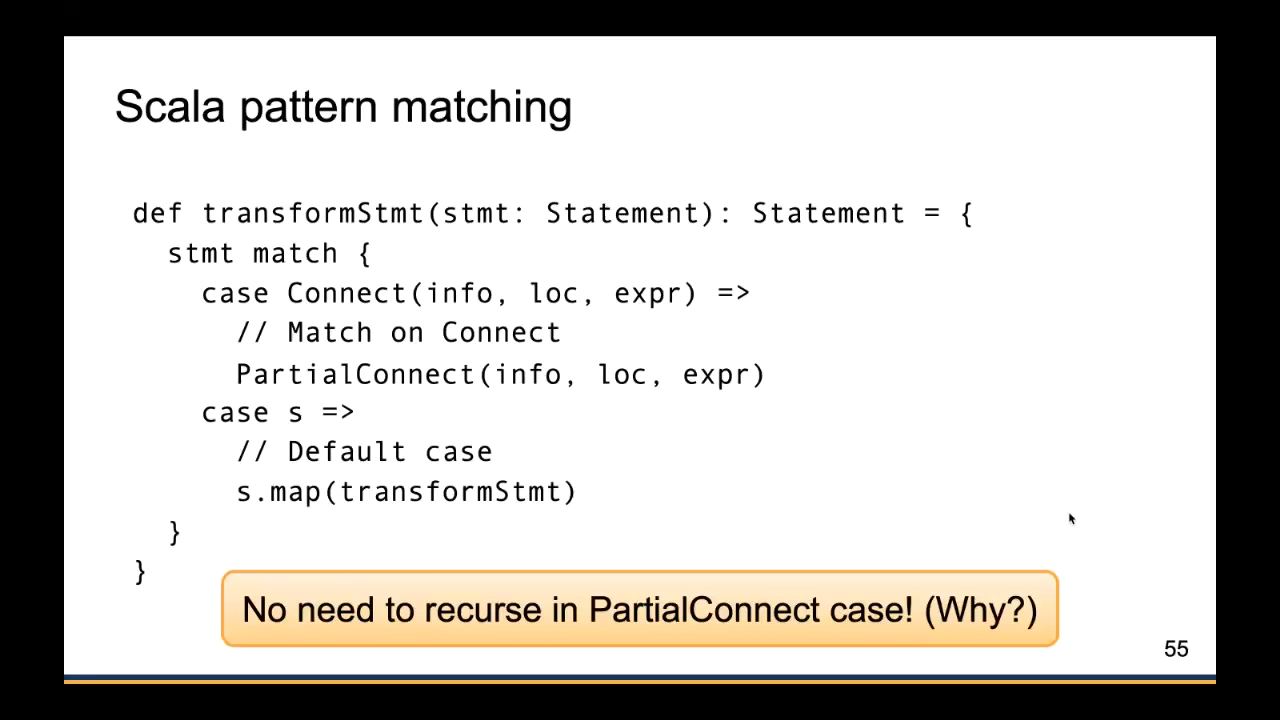 Scala pattern matching
def transformStmt(stmt: Statement): Statement = {
  stmt match {
    case Connect(info, loc, expr) =>
      // Match on Connect
      PartialConnect(info, loc, expr)
    case s =>
      // Default case
      s.map(transformStmt)
  }
}
No need to recurse in PartialConnect case! (Why?)
55